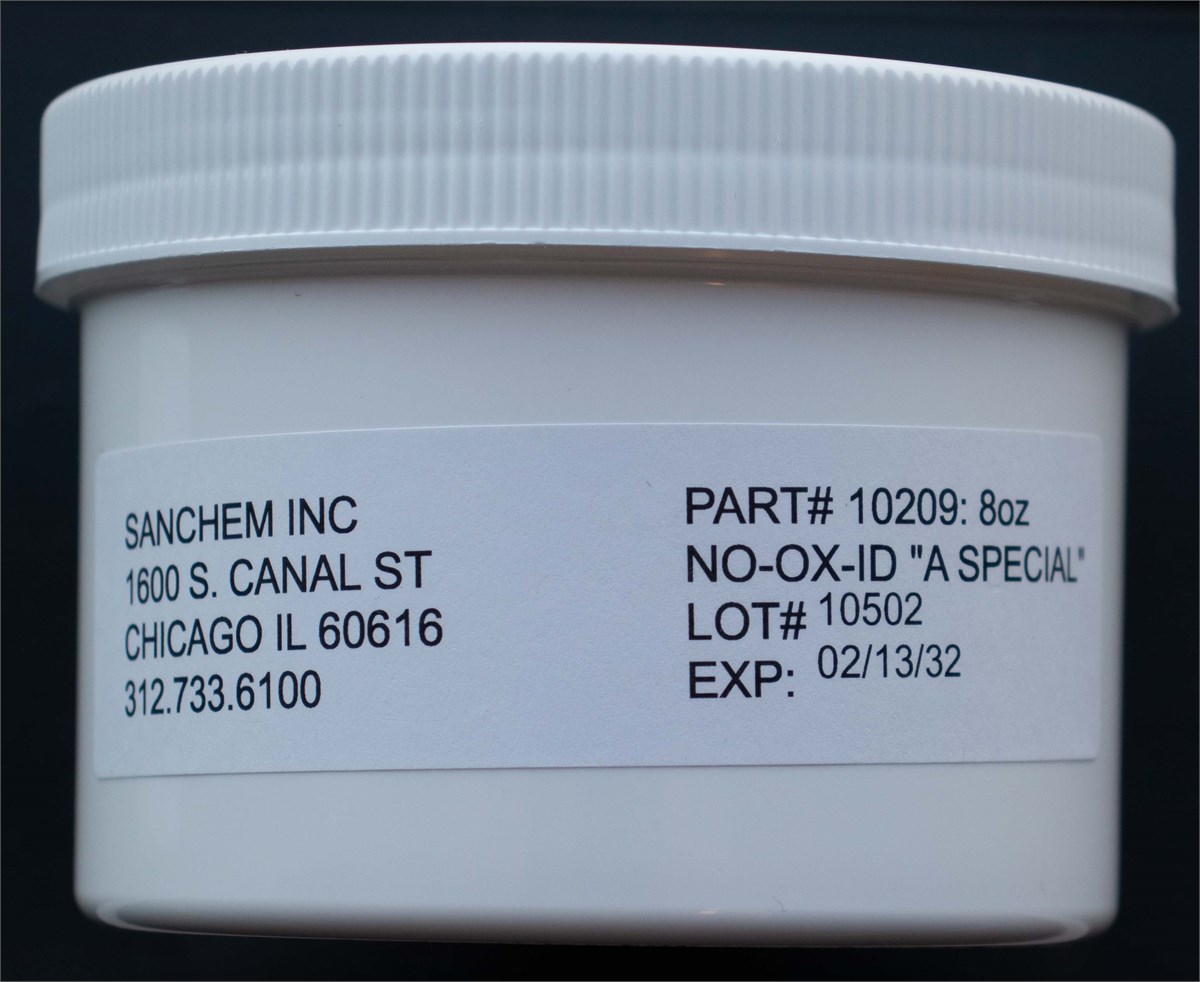 SANCHEM INC
1600 S. CANAL ST
CHICAGO IL 60616
312.733.6100
PART# 10209: 8oz
NO-OX-ID "A SPECIAL"
LOT# 10502
EXP: 02/13/32